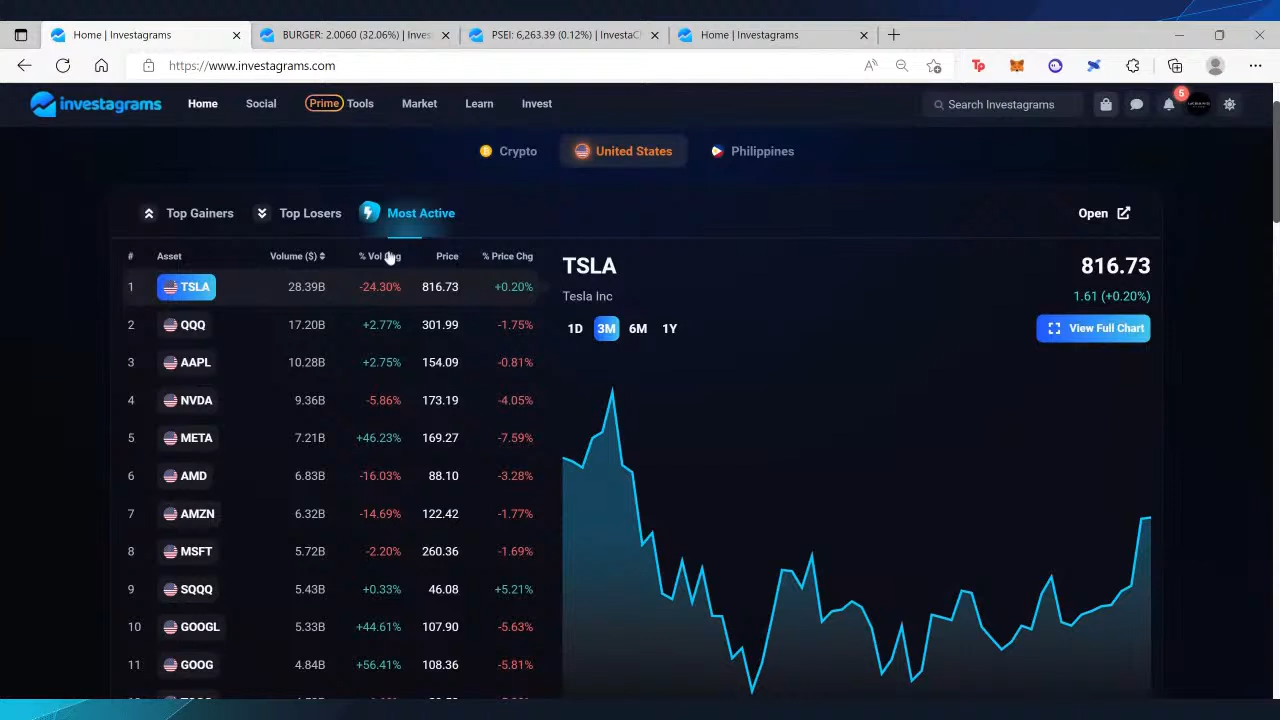 Home | Investagrams
BURGER: 2.0060 (32.06%) | Inves
PSEI: 6,263.39 (0.12%) | InvestaC
Home | Investagrams
https://www.investagrams.com
investagrams
Home
Social
Prime Tools
Market
Learn
Invest
Search Investagrams
5
Crypto
United States
Philippines
Top Gainers
Top Losers
Most Active
Open
# Asset Volume ($) % Vol Chg Price % Price Chg
1 TSLA 28.39B -24.30% 816.73 +0.20%
2 QQQ 17.20B +2.77% 301.99 -1.75%
3 AAPL 10.28B +2.75% 154.09 -0.81%
4 NVDA 9.36B -5.86% 173.19 -4.05%
5 META 7.21B +46.23% 169.27 -7.59%
6 AMD 6.83B -16.03% 88.10 -3.28%
7 AMZN 6.32B -14.69% 122.42 -1.77%
8 MSFT 5.72B -2.20% 260.36 -1.69%
9 SQQQ 5.43B +0.33% 46.08 +5.21%
10 GOOGL 5.33B +44.61% 107.90 -5.63%
11 GOOG 4.84B +56.41% 108.36 -5.81%
TSLA
816.73
Tesla Inc
1.61 (+0.20%)
1D 3M 6M 1Y
View Full Chart